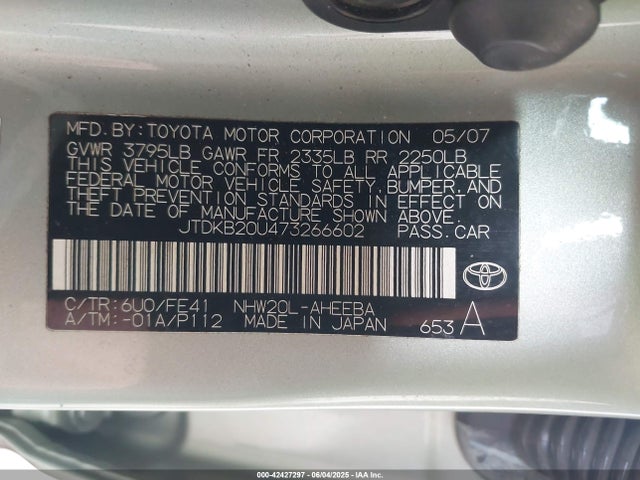 MFD. BY: TOYOTA MOTOR CORPORATION 05/07
GVWR 3795LB GAWR FR 2335LB RR 2250LB
THIS VEHICLE CONFORMS TO ALL APPLICABLE
FEDERAL MOTOR VEHICLE SAFETY, BUMPER, AND
THEFT PREVENTION STANDARDS IN EFFECT ON
THE DATE OF MANUFACTURE SHOWN ABOVE.
JTDKB20U473266602 PASS. CAR
TOYOTA
C/TR: 6U0/FE41 NHW20L-AHEEBA
A/TM: -01A/P112 MADE IN JAPAN 653 A
000-42427297 - 06/04/2025 - IAAI.COM